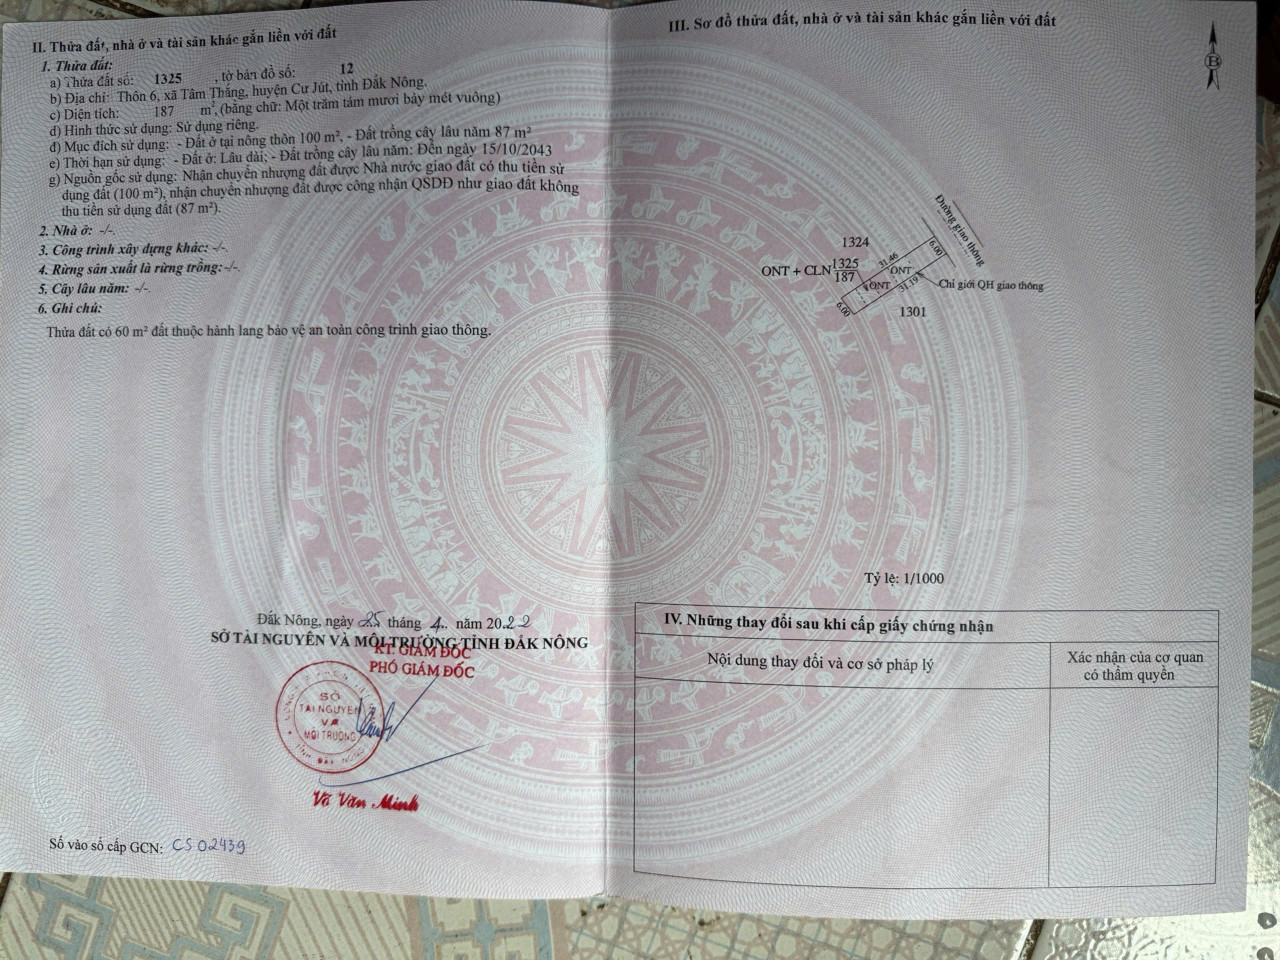 II. Thửa đất, nhà ở và tài sản khác gắn liền với đất
1. Thửa đất:
a) Thửa đất số: 1325 , tờ bản đồ số: 12
b) Địa chỉ: Thôn 6, xã Tâm Thắng, huyện Cư Jút, tỉnh Đắk Nông.
c) Diện tích: 187 m², (bằng chữ: Một trăm tám mươi bảy mét vuông)
d) Hình thức sử dụng: Sử dụng riêng.
đ) Mục đích sử dụng: - Đất ở tại nông thôn 100 m², - Đất trồng cây lâu năm 87 m²
e) Thời hạn sử dụng: - Đất ở: Lâu dài; - Đất trồng cây lâu năm: Đến ngày 15/10/2043
g) Nguồn gốc sử dụng: Nhận chuyển nhượng đất được Nhà nước giao đất có thu tiền sử
dụng đất (100 m²), nhận chuyển nhượng đất được công nhận QSDĐ như giao đất không
thu tiền sử dụng đất (87 m²).
2. Nhà ở: -/-.
3. Công trình xây dựng khác: -/-.
4. Rừng sản xuất là rừng trồng:-/-.
5. Cây lâu năm: -/-.
6. Ghi chú:
Thửa đất có 60 m² đất thuộc hành lang bảo vệ an toàn công trình giao thông.
Đắk Nông, ngày 25 tháng 4. năm 2022
SỞ TÀI NGUYÊN VÀ MÔI TRƯỜNG TỈNH ĐẮK NÔNG
KT. GIÁM ĐỐC
PHÓ GIÁM ĐỐC
SỞ
TÀI NGUYÊN
VÀ
MÔI TRƯỜNG
TỈNH ĐẮK NÔNG
Võ Văn Minh
Số vào sổ cấp GCN: CS 02439
III. Sơ đồ thửa đất, nhà ở và tài sản khác gắn liền với đất
B
Đường giao thông
1324
6.00
31.46
ONT + CLN 1325
187
ONT
ONT
31.19
Chỉ giới QH giao thông
6.00
1301
Tỷ lệ: 1/1000
IV. Những thay đổi sau khi cấp giấy chứng nhận
Nội dung thay đổi và cơ sở pháp lý
Xác nhận của cơ quan
có thẩm quyền